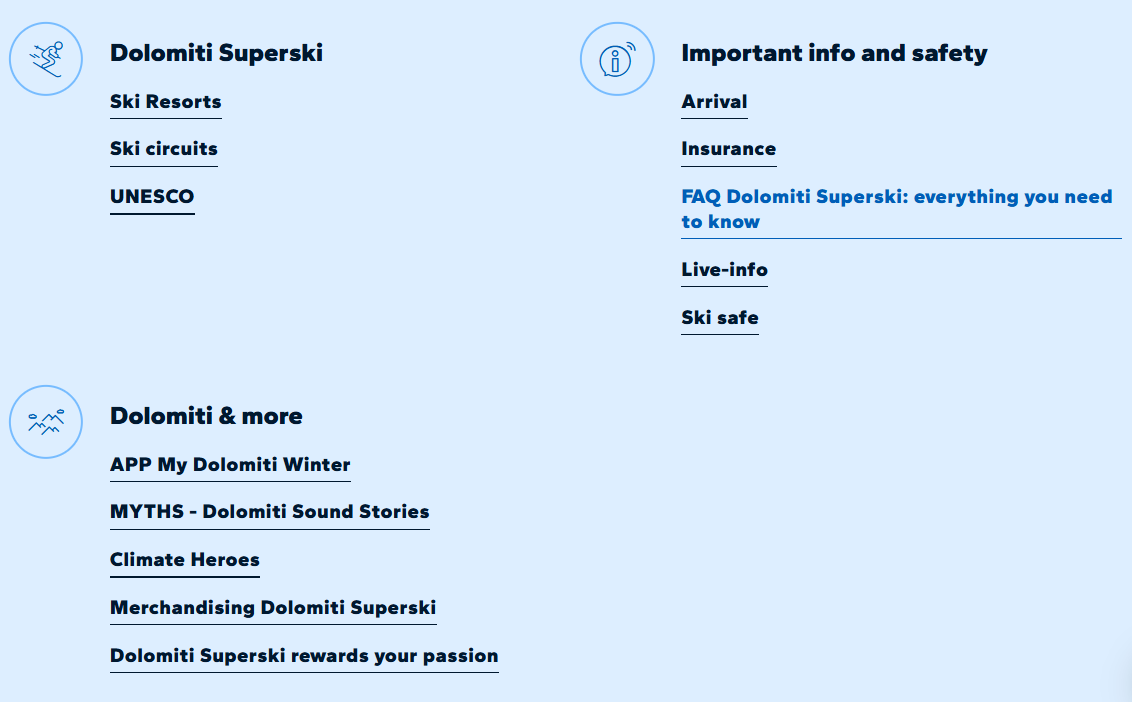 Dolomiti Superski
Ski Resorts
Ski circuits
UNESCO
Important info and safety
Arrival
Insurance
FAQ Dolomiti Superski: everything you need
to know
Live-info
Ski safe
Dolomiti & more
APP My Dolomiti Winter
MYTHS - Dolomiti Sound Stories
Climate Heroes
Merchandising Dolomiti Superski
Dolomiti Superski rewards your passion